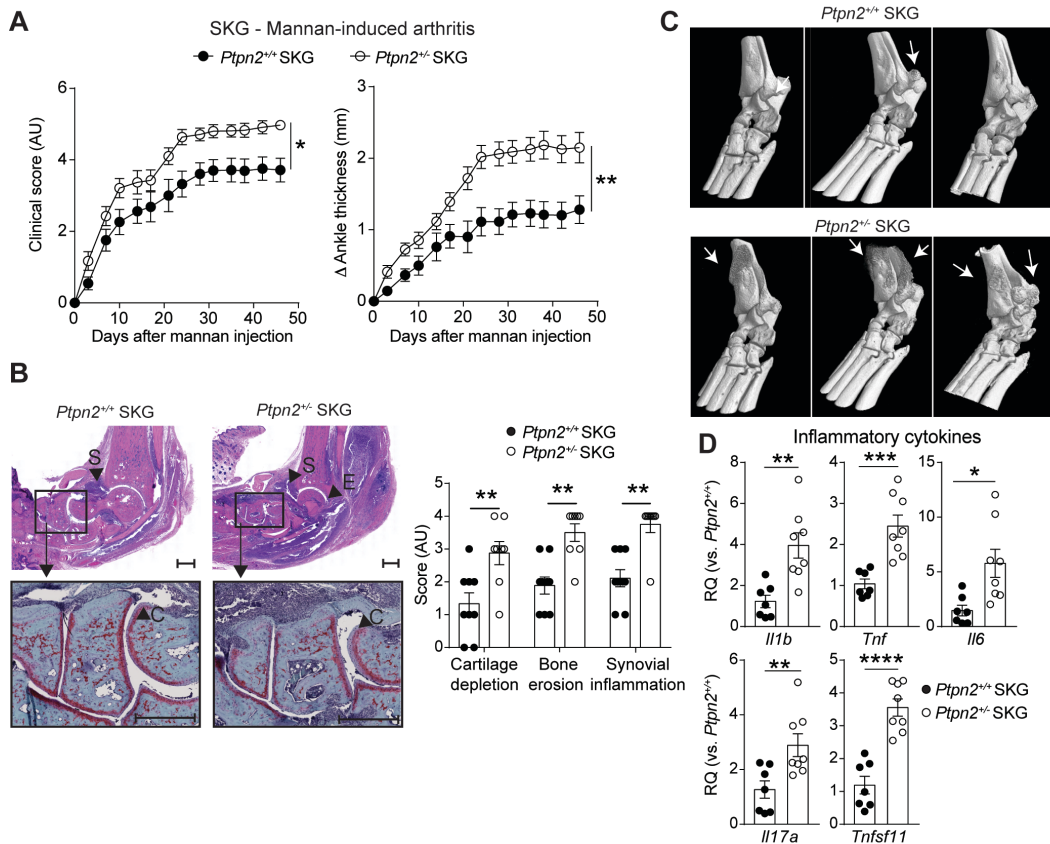 A
SKG - Mannan-induced arthritis
Ptpn2+/+ SKG
Ptpn2+/- SKG
Clinical score (AU)
6
4
2
0
0 10 20 30 40 50
Days after mannan injection
*
Δ Ankle thickness (mm)
3
2
1
0
0 10 20 30 40 50
Days after mannan injection
**
B
Ptpn2+/+ SKG
Ptpn2+/- SKG
S
S
E
C
C
Ptpn2+/+ SKG
Ptpn2+/- SKG
Score (AU)
5
4
3
2
1
0
** ** **
Cartilage depletion
Bone erosion
Synovial inflammation
C
Ptpn2+/+ SKG
Ptpn2+/- SKG
D
Inflammatory cytokines
RQ (vs. Ptpn2+/+)
8
6
4
2
0
**
Il1b
4
3
2
1
0
***
Tnf
15
10
5
0
*
Il6
RQ (vs. Ptpn2+/+)
6
4
2
0
**
Il17a
5
4
3
2
1
0
****
Tnfsf11
Ptpn2+/+ SKG
Ptpn2+/- SKG